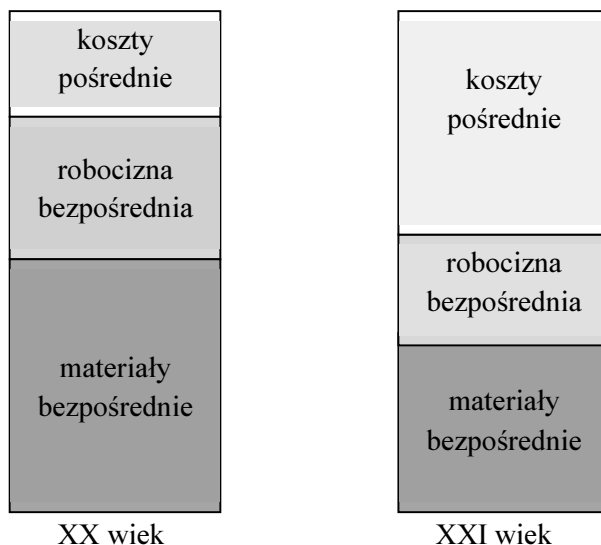 koszty
pośrednie
robocizna
bezpośrednia
materiały
bezpośrednie
XX wiek
koszty
pośrednie
robocizna
bezpośrednia
materiały
bezpośrednie
XXI wiek